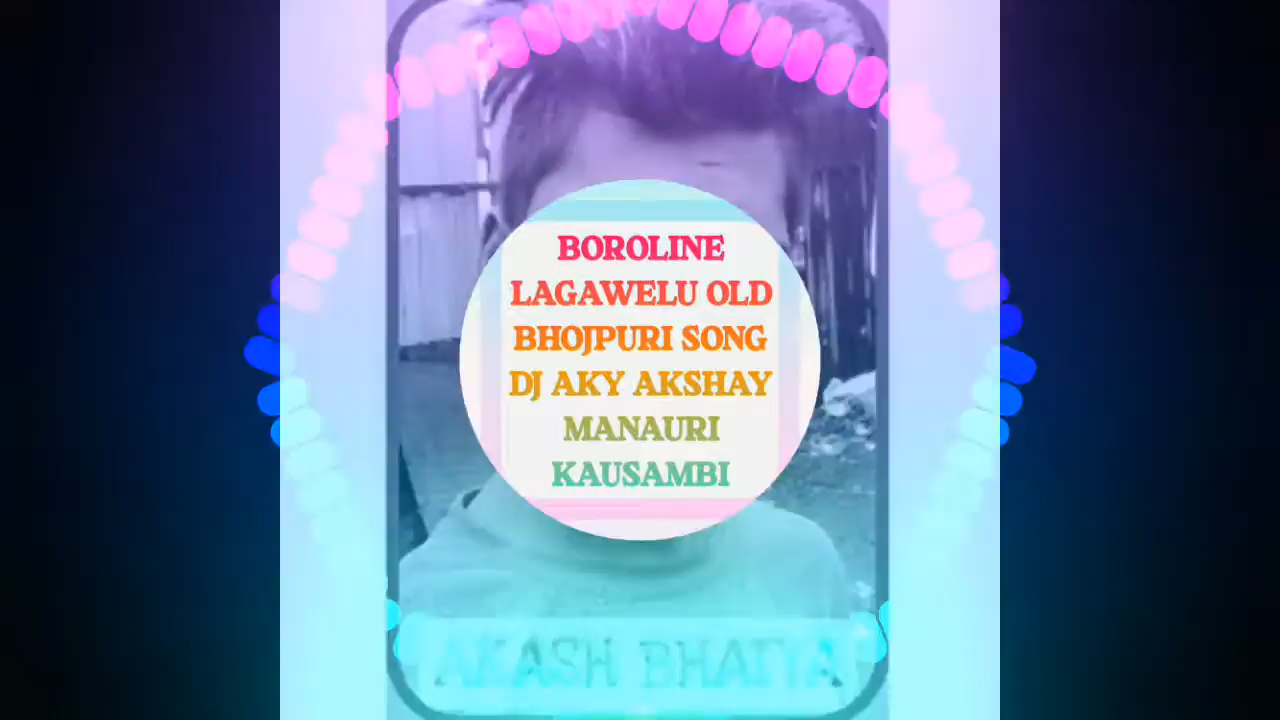 BOROLINE
LAGAWELU OLD
BHOJPURI SONG
DJ AKY AKSHAY
MANAURI
KAUSAMBI
AKASH BHAIYA